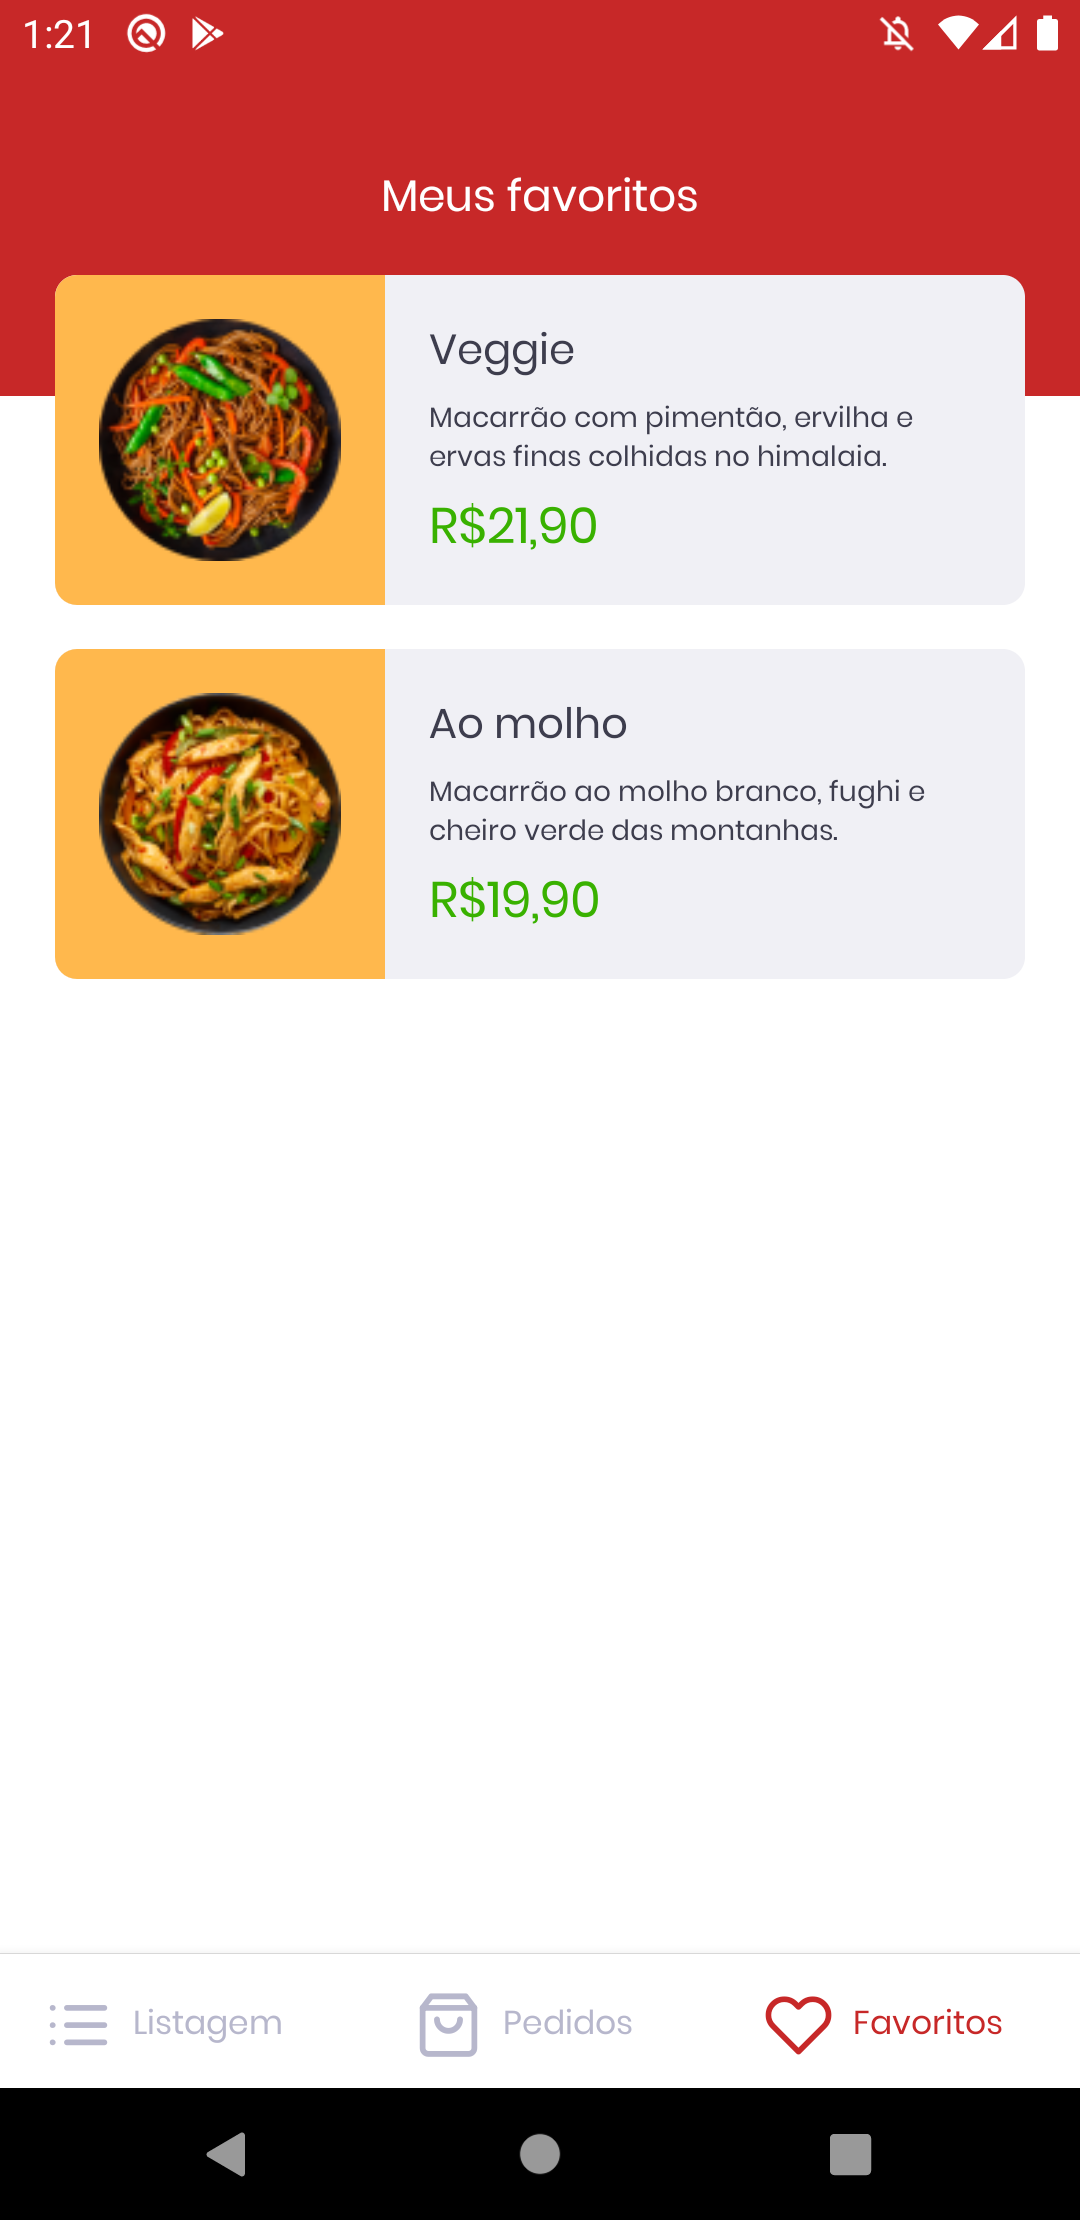 1:21
Meus favoritos
Veggie
Macarrão com pimentão, ervilha e
ervas finas colhidas no himalaia.
R$21,90
Ao molho
Macarrão ao molho branco, fughi e
cheiro verde das montanhas.
R$19,90
Listagem
Pedidos
Favoritos